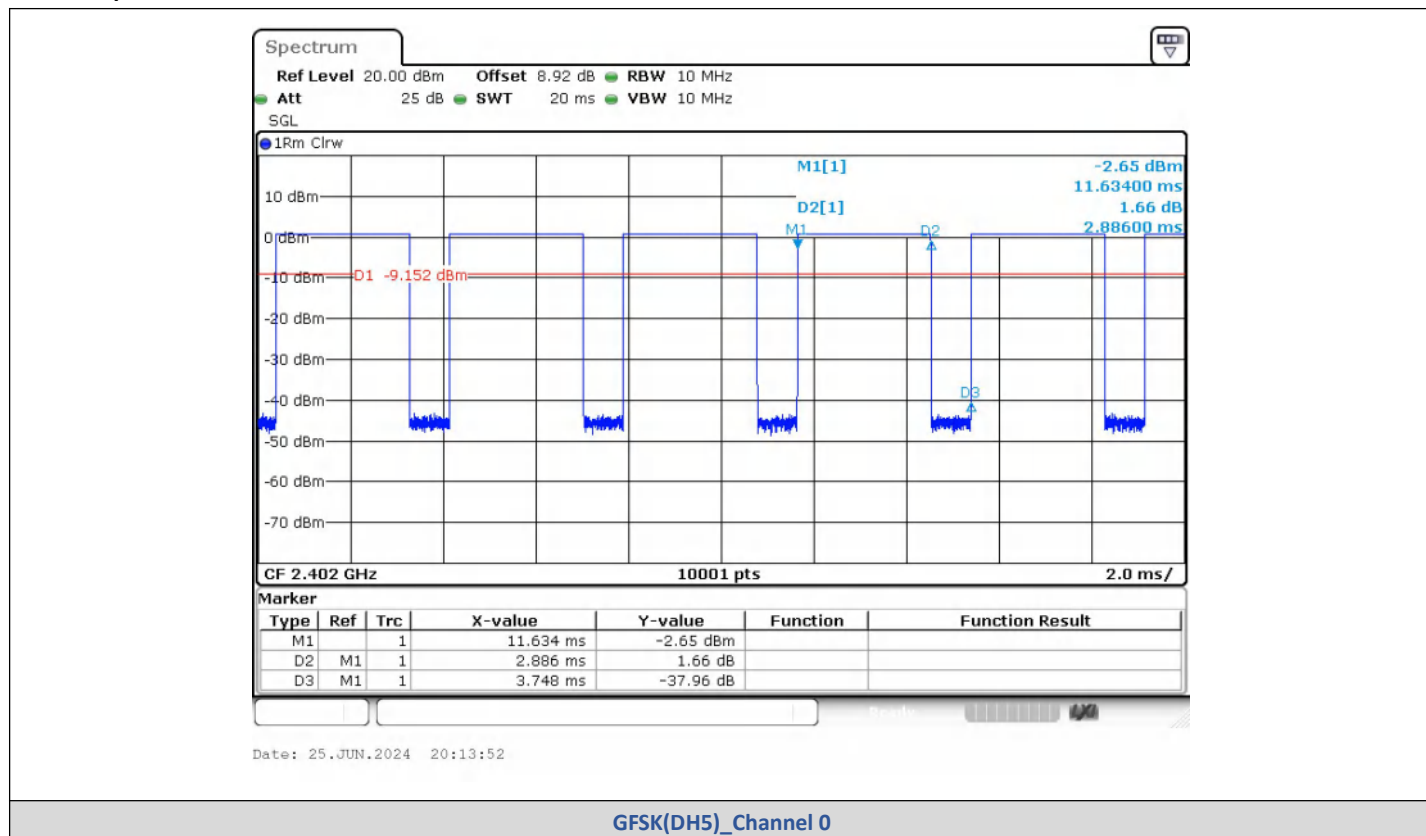 Spectrum
Ref Level 20.00 dBm Offset 8.92 dB RBW 10 MHz
Att 25 dB SWT 20 ms VBW 10 MHz
SGL
1Rm Clrw
M1[1] -2.65 dBm
11.63400 ms
10 dBm
D2[1] 1.66 dB
M1 D2 2.88600 ms
0 dBm
-10 dBm D1 -9.152 dBm
-20 dBm
-30 dBm
D3
-40 dBm
-50 dBm
-60 dBm
-70 dBm
CF 2.402 GHz 10001 pts 2.0 ms/
Marker
Type Ref Trc X-value Y-value Function Function Result
M1 1 11.634 ms -2.65 dBm
D2 M1 1 2.886 ms 1.66 dB
D3 M1 1 3.748 ms -37.96 dB
Date: 25.JUN.2024 20:13:52
GFSK(DH5)_Channel 0